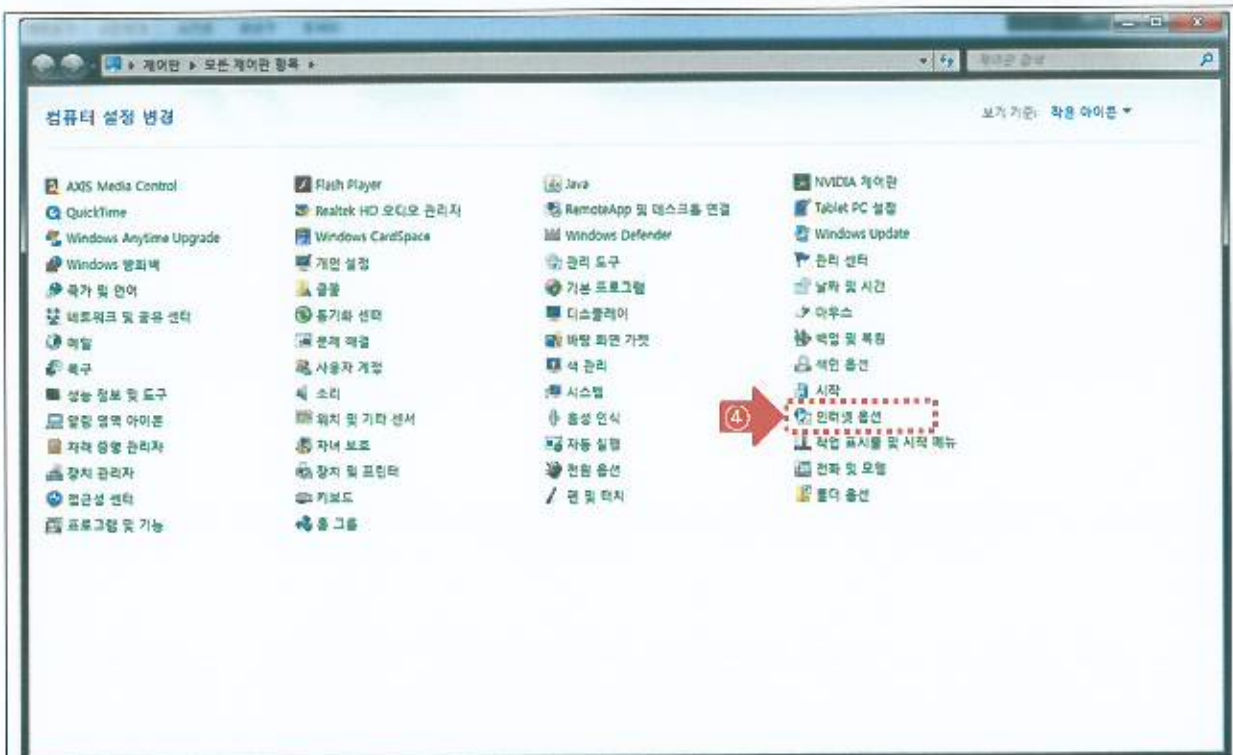 제어판 ▸ 모든 제어판 항목 ▸
제어판 검색
컴퓨터 설정 변경
보기 기준: 작은 아이콘
AXIS Media Control
Flash Player
Java
NVIDIA 제어판
QuickTime
Realtek HD 오디오 관리자
RemoteApp 및 데스크톱 연결
Tablet PC 설정
Windows Anytime Upgrade
Windows CardSpace
Windows Defender
Windows Update
Windows 방화벽
개인 설정
관리 도구
관리 센터
국가 및 언어
글꼴
기본 프로그램
날짜 및 시간
네트워크 및 공유 센터
동기화 센터
디스플레이
마우스
메일
문제 해결
바탕 화면 가젯
백업 및 복원
복구
사용자 계정
색 관리
색인 옵션
성능 정보 및 도구
소리
시스템
시작
알림 영역 아이콘
위치 및 기타 센서
음성 인식
④
인터넷 옵션
자격 증명 관리자
자녀 보호
자동 실행
작업 표시줄 및 시작 메뉴
장치 관리자
장치 및 프린터
전원 옵션
전화 및 모뎀
접근성 센터
키보드
펜 및 터치
폴더 옵션
프로그램 및 기능
홈 그룹